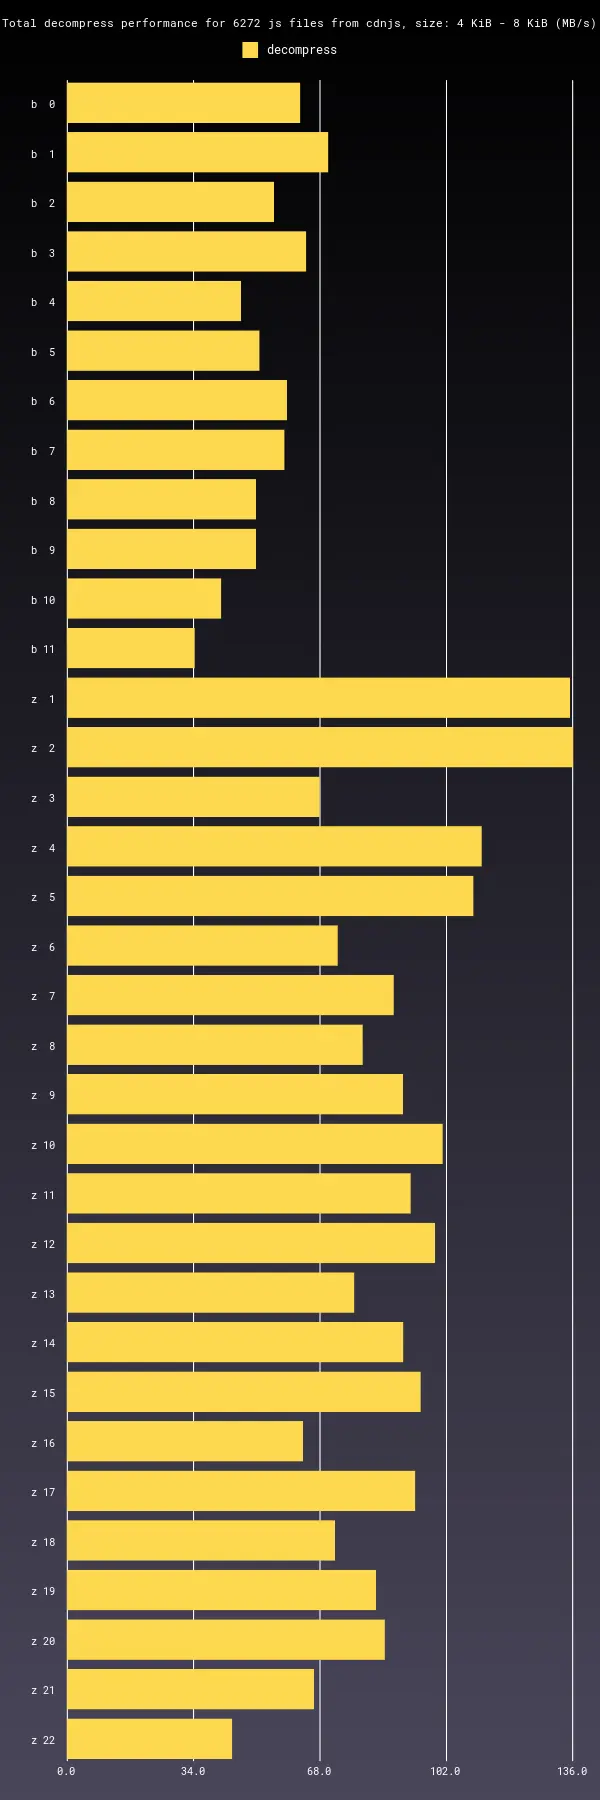 Total decompress performance for 6272 js files from cdnjs, size: 4 KiB - 8 KiB (MB/s)
decompress
b 0
b 1
b 2
b 3
b 4
b 5
b 6
b 7
b 8
b 9
b 10
b 11
z 1
z 2
z 3
z 4
z 5
z 6
z 7
z 8
z 9
z 10
z 11
z 12
z 13
z 14
z 15
z 16
z 17
z 18
z 19
z 20
z 21
z 22
0.0 34.0 68.0 102.0 136.0